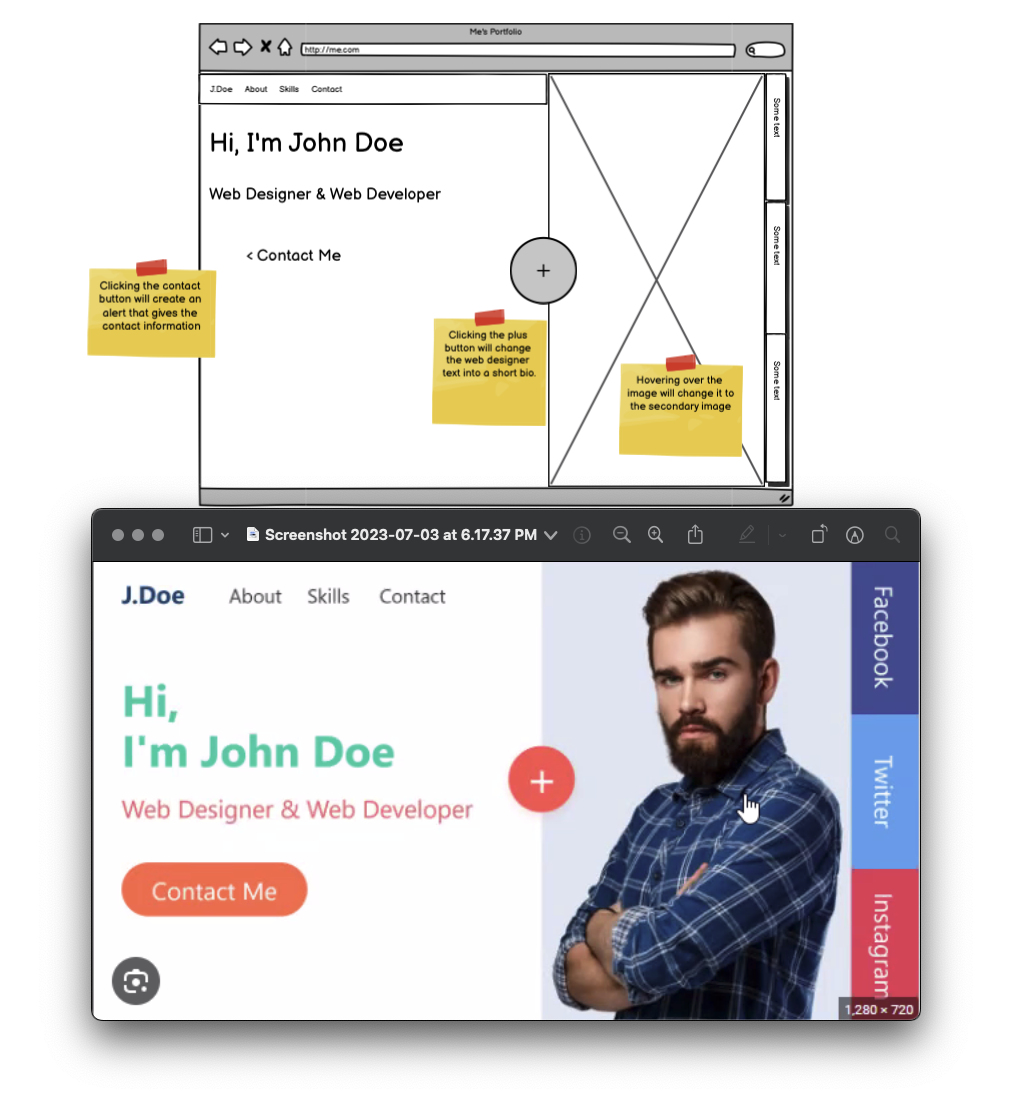 Me's Portfolio
http://me.com
J.Doe About Skills Contact
Hi, I'm John Doe
Web Designer & Web Developer
< Contact Me
+
Some text
Some text
Some text
Clicking the contact
button will create an
alert that gives the
contact information
Clicking the plus
button will change
the web designer
text into a short bio.
Hovering over the
image will change it to
the secondary image
Screenshot 2023-07-03 at 6.17.37 PM
J.Doe About Skills Contact
Hi,
I'm John Doe
Web Designer & Web Developer
+
Contact Me
Facebook
Twitter
Instagram
1,280 × 720